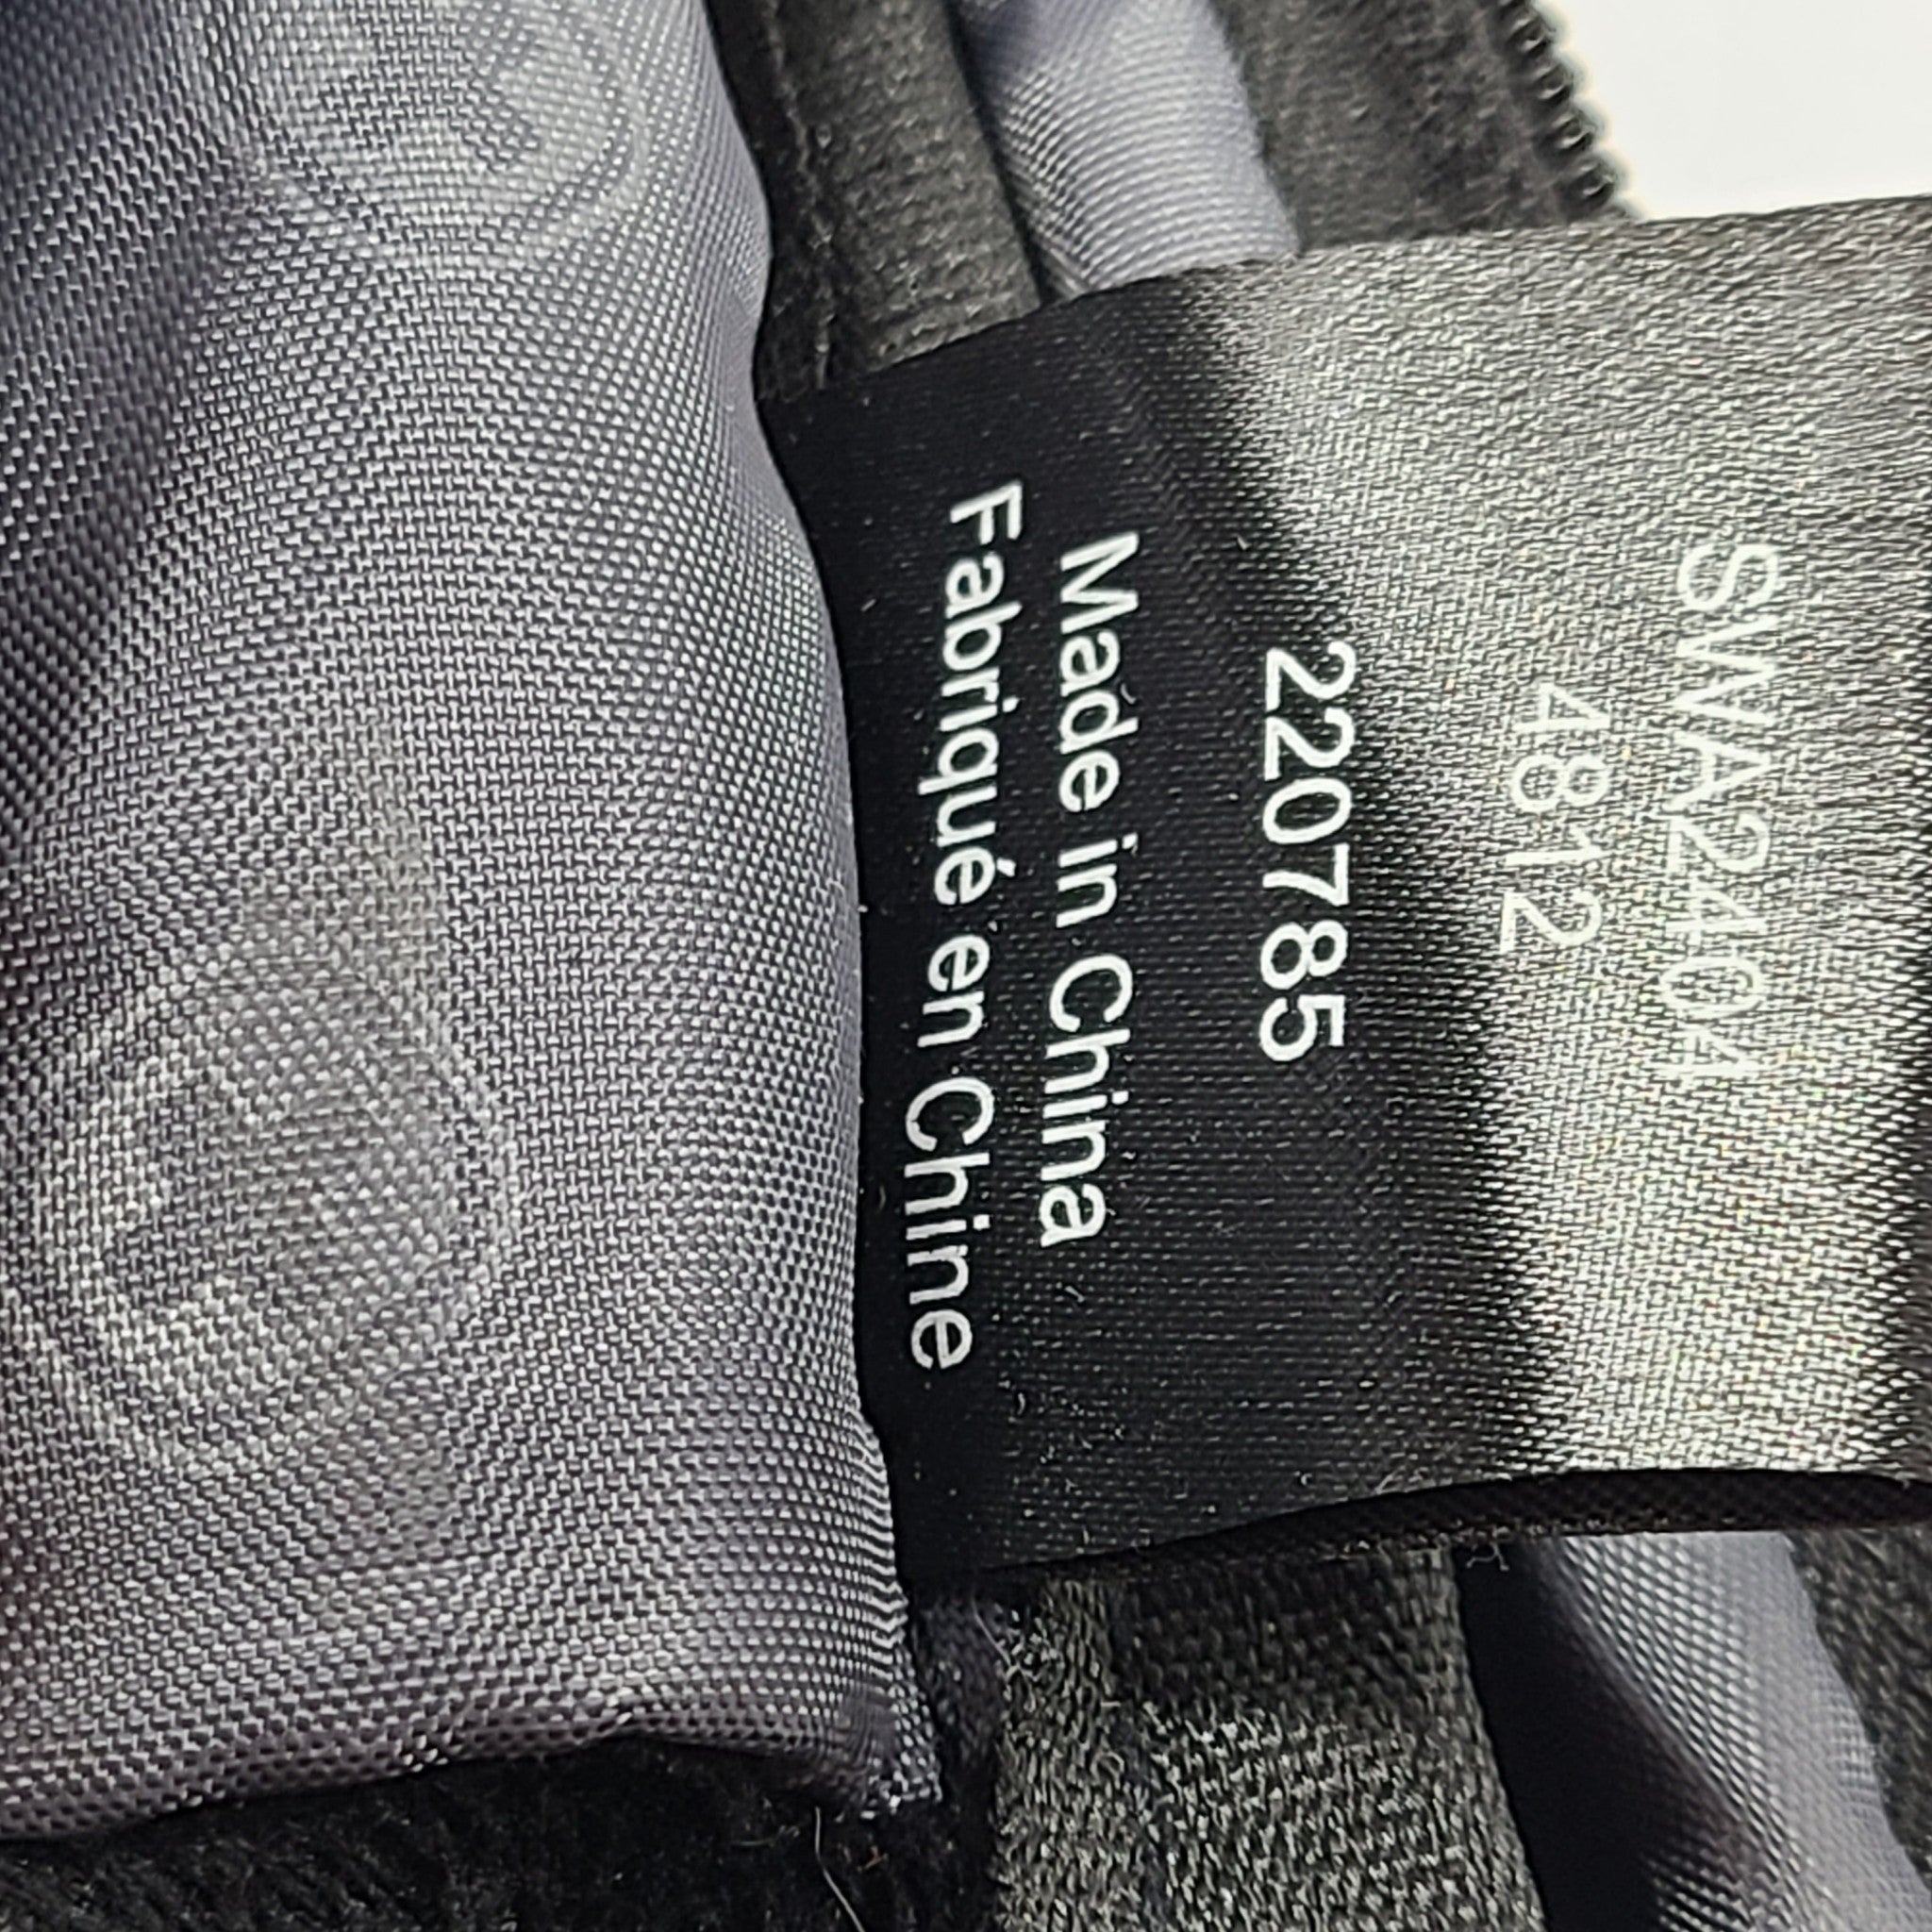 SWA2404
4812
220785
Made in China
Fabriqué en Chine